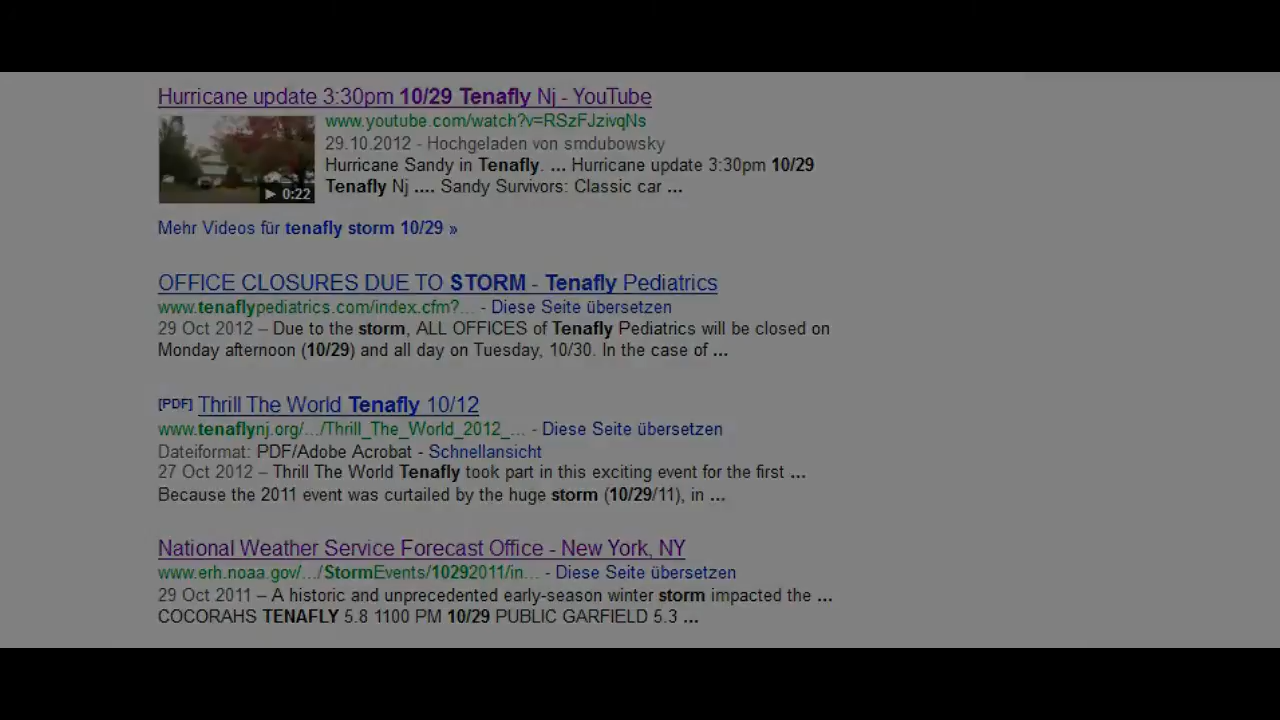 Hurricane update 3:30pm 10/29 Tenafly Nj - YouTube
www.youtube.com/watch?v=RSzFJzivqNs
29.10.2012 - Hochgeladen von smdubowsky
Hurricane Sandy in Tenafly. ... Hurricane update 3:30pm 10/29
Tenafly Nj .... Sandy Survivors: Classic car ...
0:22
Mehr Videos für tenafly storm 10/29 »
OFFICE CLOSURES DUE TO STORM - Tenafly Pediatrics
www.tenaflypediatrics.com/index.cfm?... - Diese Seite übersetzen
29 Oct 2012 – Due to the storm, ALL OFFICES of Tenafly Pediatrics will be closed on
Monday afternoon (10/29) and all day on Tuesday, 10/30. In the case of ...
[PDF] Thrill The World Tenafly 10/12
www.tenaflynj.org/.../Thrill_The_World_2012_... - Diese Seite übersetzen
Dateiformat: PDF/Adobe Acrobat - Schnellansicht
27 Oct 2012 – Thrill The World Tenafly took part in this exciting event for the first ...
Because the 2011 event was curtailed by the huge storm (10/29/11), in ...
National Weather Service Forecast Office - New York, NY
www.erh.noaa.gov/.../StormEvents/10292011/in... - Diese Seite übersetzen
29 Oct 2011 – A historic and unprecedented early-season winter storm impacted the ...
COCORAHS TENAFLY 5.8 1100 PM 10/29 PUBLIC GARFIELD 5.3 ...